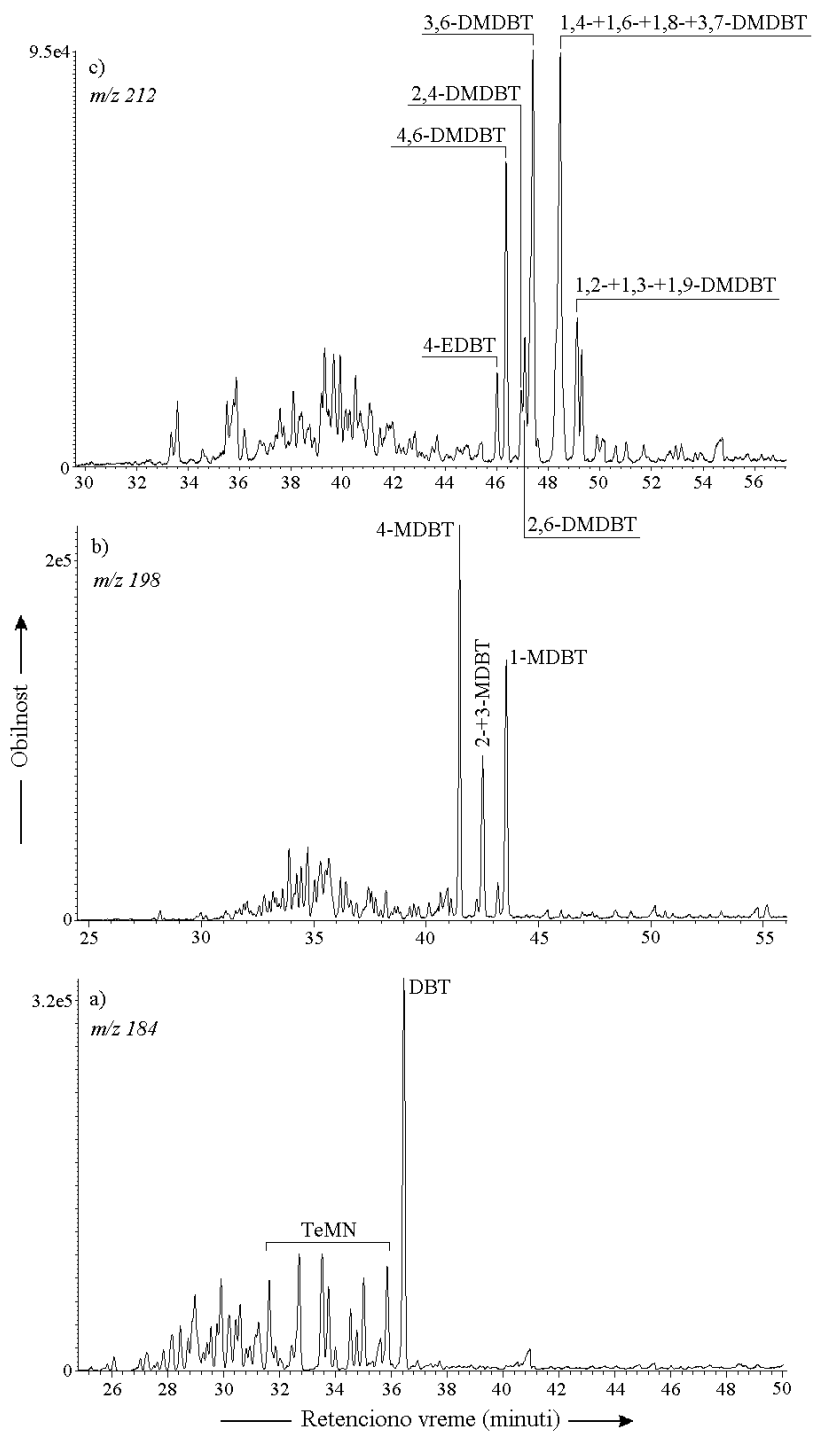 3,6-DMDBT
1,4-+1,6-+1,8-+3,7-DMDBT
9.5e4
c)
m/z 212
2,4-DMDBT
4,6-DMDBT
1,2-+1,3-+1,9-DMDBT
4-EDBT
0
30 32 34 36 38 40 42 44 46 48 50 52 54 56
2,6-DMDBT
4-MDBT
b)
2e5
m/z 198
2-+3-MDBT
1-MDBT
0
25 30 35 40 45 50 55
Obilnost
3.2e5
a)
m/z 184
DBT
TeMN
0
26 28 30 32 34 36 38 40 42 44 46 48 50
Retenciono vreme (minuti)